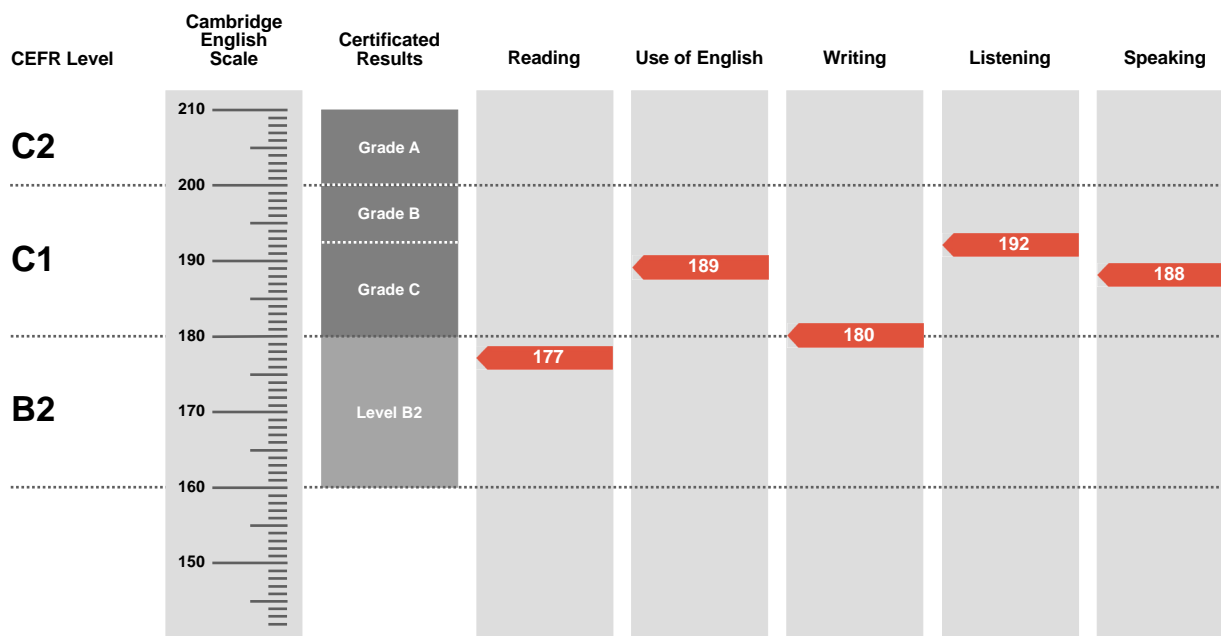 CEFR Level
Cambridge
English
Scale
Certificated
Results
Reading
Use of English
Writing
Listening
Speaking
210
C2
Grade A
200
Grade B
192
C1
190
189
188
Grade C
180
180
177
B2
170
Level B2
160
150